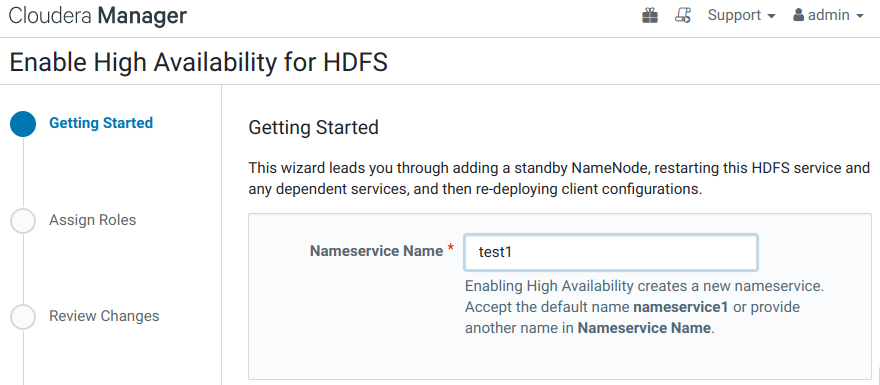 Cloudera Manager
Support
admin
Enable High Availability for HDFS
Getting Started
Assign Roles
Review Changes
Getting Started
This wizard leads you through adding a standby NameNode, restarting this HDFS service and
any dependent services, and then re-deploying client configurations.
Nameservice Name *
test1
Enabling High Availability creates a new nameservice.
Accept the default name nameservice1 or provide
another name in Nameservice Name.